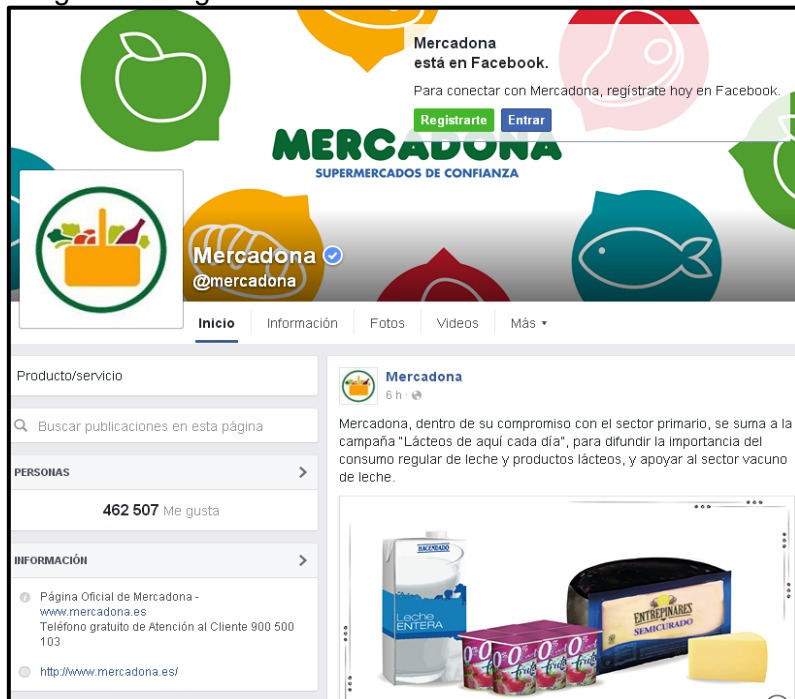 Mercadona
está en Facebook.
Para conectar con Mercadona, regístrate hoy en Facebook.
Registrarte Entrar
MERCADONA
SUPERMERCADOS DE CONFIANZA
Mercadona
@mercadona
Inicio Información Fotos Videos Más
Producto/servicio
Buscar publicaciones en esta página
PERSONAS
462 507 Me gusta
INFORMACIÓN
Página Oficial de Mercadona -
www.mercadona.es
Teléfono gratuito de Atención al Cliente 900 500
103
http://www.mercadona.es/
Mercadona
6 h
Mercadona, dentro de su compromiso con el sector primario, se suma a la
campaña "Lácteos de aquí cada día", para difundir la importancia del
consumo regular de leche y productos lácteos, y apoyar al sector vacuno
de leche.
HACENDADO
Leche
ENTERA
ENTREPINARES
SEMICURADO